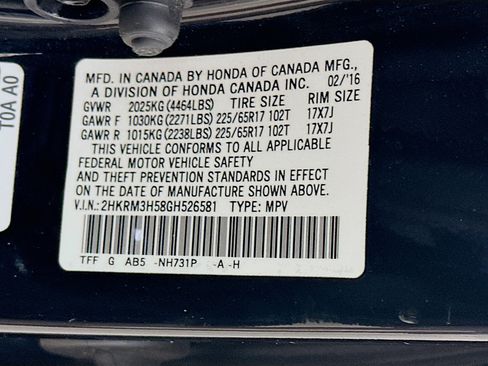 MFD. IN CANADA BY HONDA OF CANADA MFG.,
A DIVISION OF HONDA CANADA INC. 02/'16
GVWR 2025KG(4464LBS) TIRE SIZE RIM SIZE
GAWR F 1030KG(2271LBS) 225/65R17 102T 17X7J
GAWR R 1015KG(2238LBS) 225/65R17 102T 17X7J
THIS VEHICLE CONFORMS TO ALL APPLICABLE
FEDERAL MOTOR VEHICLE SAFETY
AND THEFT PREVENTION STANDARDS IN EFFECT
ON THE DATE OF MANUFACTURE SHOWN ABOVE.
V.I.N.: 2HKRM3H58GH526581 TYPE: MPV
TFF G AB5 -NH731P -A -H
T0A A0